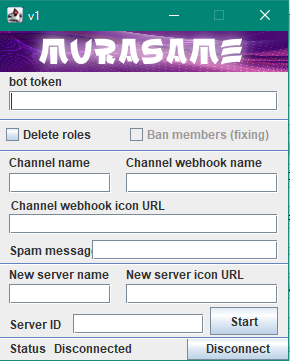 v1
MURASAME
bot token
Delete roles Ban members (fixing)
Channel name Channel webhook name
Channel webhook icon URL
Spam message
New server name New server icon URL
Server ID Start
Status Disconnected Disconnect